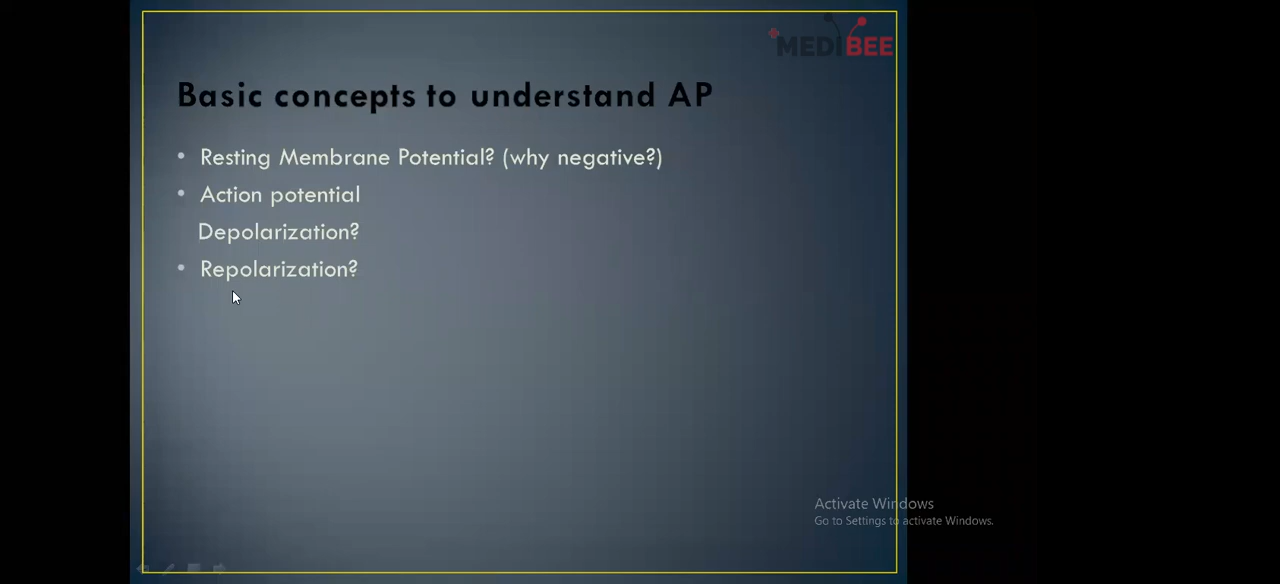 MEDIBEE
Basic concepts to understand AP
• Resting Membrane Potential? (why negative?)
• Action potential
Depolarization?
• Repolarization?
Activate Windows
Go to Settings to activate Windows.